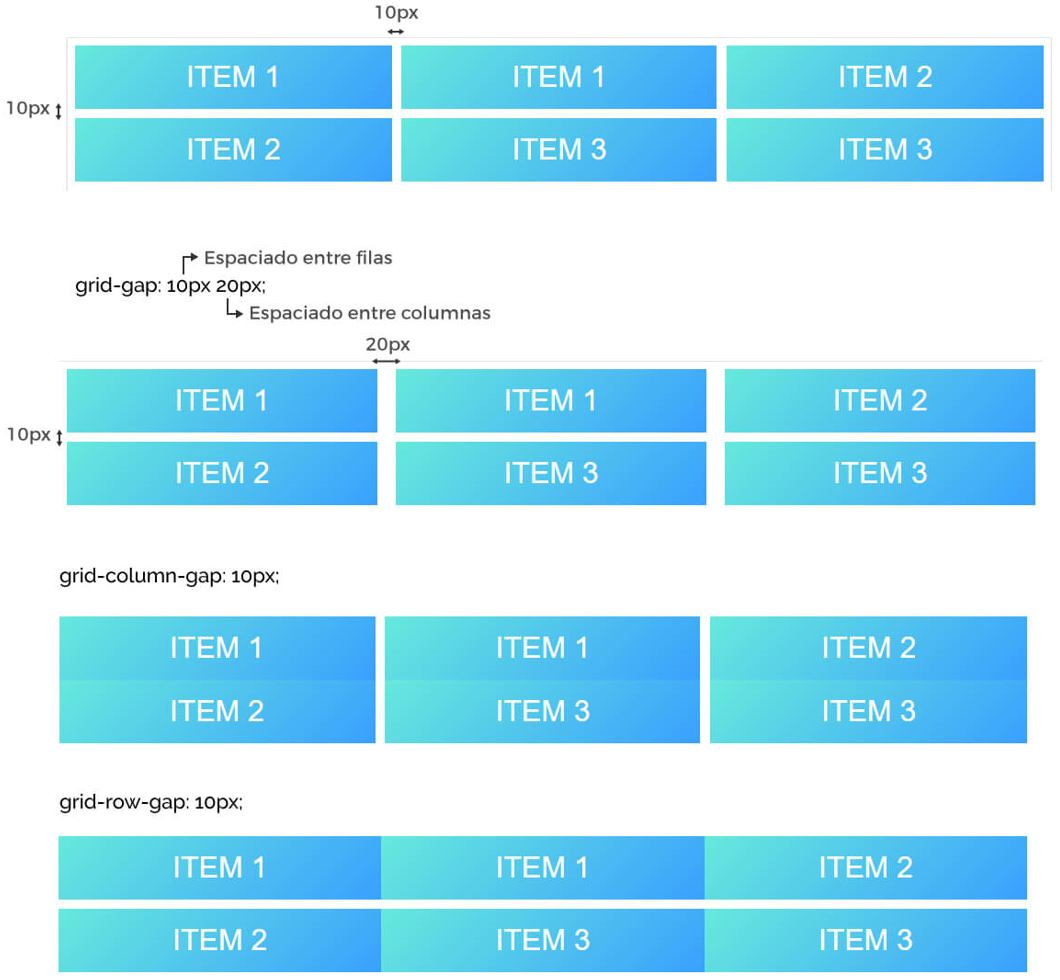 10px
ITEM 1 ITEM 1 ITEM 2
10px
ITEM 2 ITEM 3 ITEM 3
Espaciado entre filas
grid-gap: 10px 20px;
Espaciado entre columnas
20px
ITEM 1 ITEM 1 ITEM 2
10px
ITEM 2 ITEM 3 ITEM 3
grid-column-gap: 10px;
ITEM 1 ITEM 1 ITEM 2
ITEM 2 ITEM 3 ITEM 3
grid-row-gap: 10px;
ITEM 1 ITEM 1 ITEM 2
ITEM 2 ITEM 3 ITEM 3